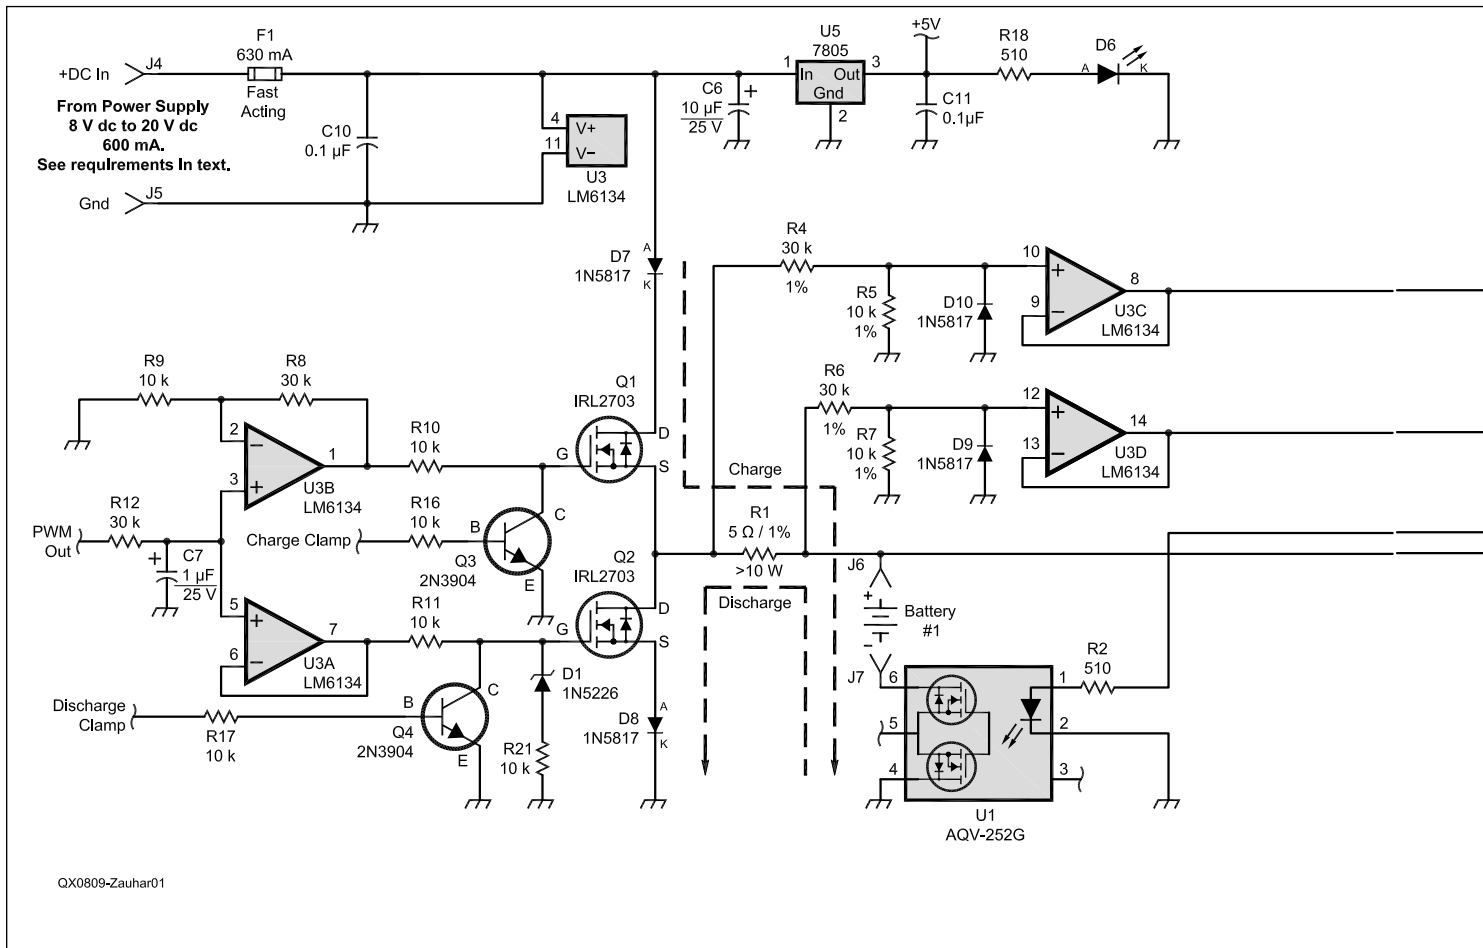 F1
630 mA
Fast
Acting
+DC In
J4
From Power Supply
8 V dc to 20 V dc
600 mA.
See requirements In text.
C10
0.1 µF
Gnd
J5
4
V+
11
V–
U3
LM6134
C6
+
10 µF
25 V
U5
7805
1
In
Out
3
Gnd
2
+5V
C11
0.1µF
R18
510
D6
A
K
D7
1N5817
A
K
R4
30 k
1%
R5
10 k
1%
D10
1N5817
10
+
9
–
8
U3C
LM6134
R6
30 k
1%
R7
10 k
1%
D9
1N5817
12
+
13
–
14
U3D
LM6134
R9
10 k
R8
30 k
2
–
3
+
1
U3B
LM6134
R10
10 k
Q1
IRL2703
G
D
S
Charge
R12
30 k
PWM
Out
C7
+
1 µF
25 V
Charge Clamp
R16
10 k
B
C
E
Q3
2N3904
R1
5 Ω / 1%
>10 W
Discharge
Q2
IRL2703
G
D
S
5
+
6
–
7
U3A
LM6134
R11
10 k
Discharge
Clamp
R17
10 k
B
C
E
Q4
2N3904
D1
1N5226
R21
10 k
D8
1N5817
A
K
J6
+
Battery
#1
–
J7
6
5
4
1
2
3
R2
510
U1
AQV-252G
QX0809-Zauhar01